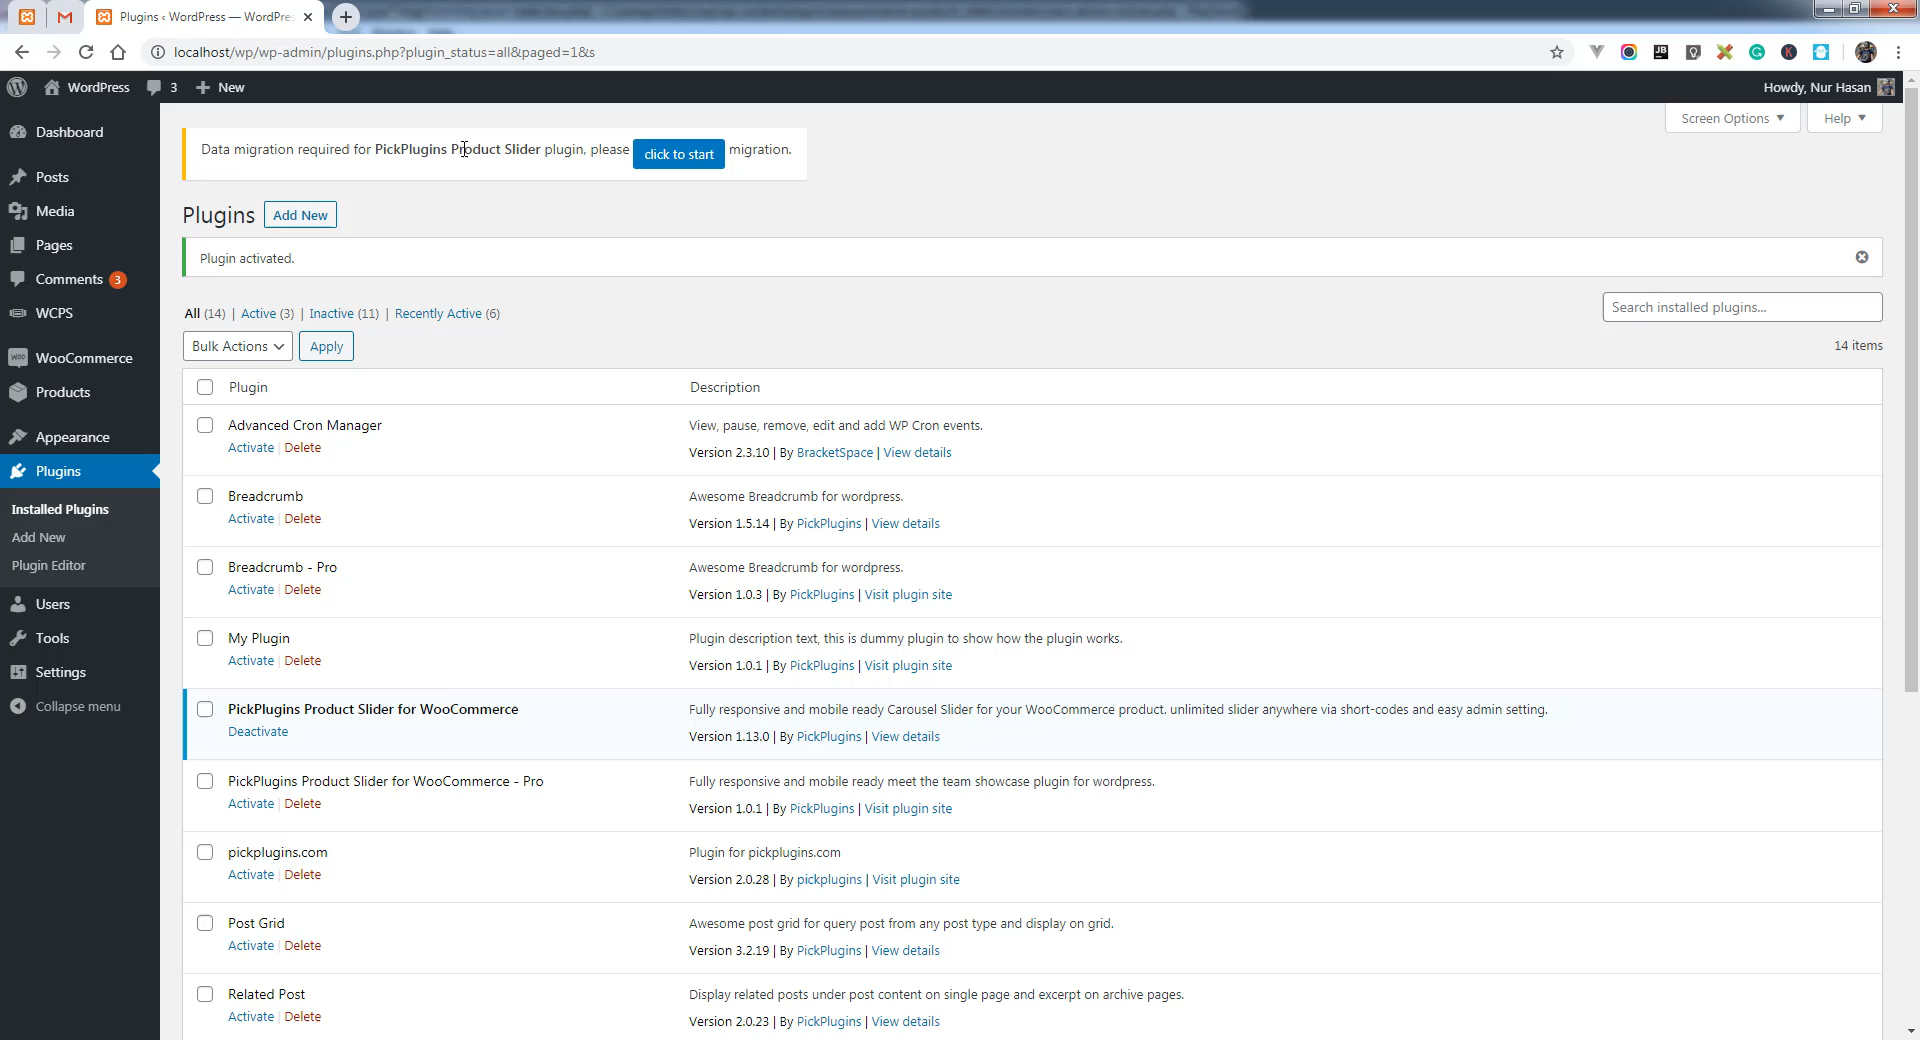 Plugins ‹ WordPress — WordPre
localhost/wp/wp-admin/plugins.php?plugin_status=all&paged=1&s
WordPress 3 New
Howdy, Nur Hasan
Screen Options Help
Data migration required for PickPlugins Product Slider plugin, please click to start migration.
Plugins Add New
Plugin activated.
All (14) | Active (3) | Inactive (11) | Recently Active (6)
Search installed plugins...
Bulk Actions Apply
14 items
Dashboard
Posts
Media
Pages
Comments 3
WCPS
WooCommerce
Products
Appearance
Plugins
Installed Plugins
Add New
Plugin Editor
Users
Tools
Settings
Collapse menu
Plugin Description
Advanced Cron Manager
Activate | Delete
View, pause, remove, edit and add WP Cron events.
Version 2.3.10 | By BracketSpace | View details
Breadcrumb
Activate | Delete
Awesome Breadcrumb for wordpress.
Version 1.5.14 | By PickPlugins | View details
Breadcrumb - Pro
Activate | Delete
Awesome Breadcrumb for wordpress.
Version 1.0.3 | By PickPlugins | Visit plugin site
My Plugin
Activate | Delete
Plugin description text, this is dummy plugin to show how the plugin works.
Version 1.0.1 | By PickPlugins | Visit plugin site
PickPlugins Product Slider for WooCommerce
Deactivate
Fully responsive and mobile ready Carousel Slider for your WooCommerce product. unlimited slider anywhere via short-codes and easy admin setting.
Version 1.13.0 | By PickPlugins | View details
PickPlugins Product Slider for WooCommerce - Pro
Activate | Delete
Fully responsive and mobile ready meet the team showcase plugin for wordpress.
Version 1.0.1 | By PickPlugins | Visit plugin site
pickplugins.com
Activate | Delete
Plugin for pickplugins.com
Version 2.0.28 | By pickplugins | Visit plugin site
Post Grid
Activate | Delete
Awesome post grid for query post from any post type and display on grid.
Version 3.2.19 | By PickPlugins | View details
Related Post
Activate | Delete
Display related posts under post content on single page and excerpt on archive pages.
Version 2.0.23 | By PickPlugins | View details